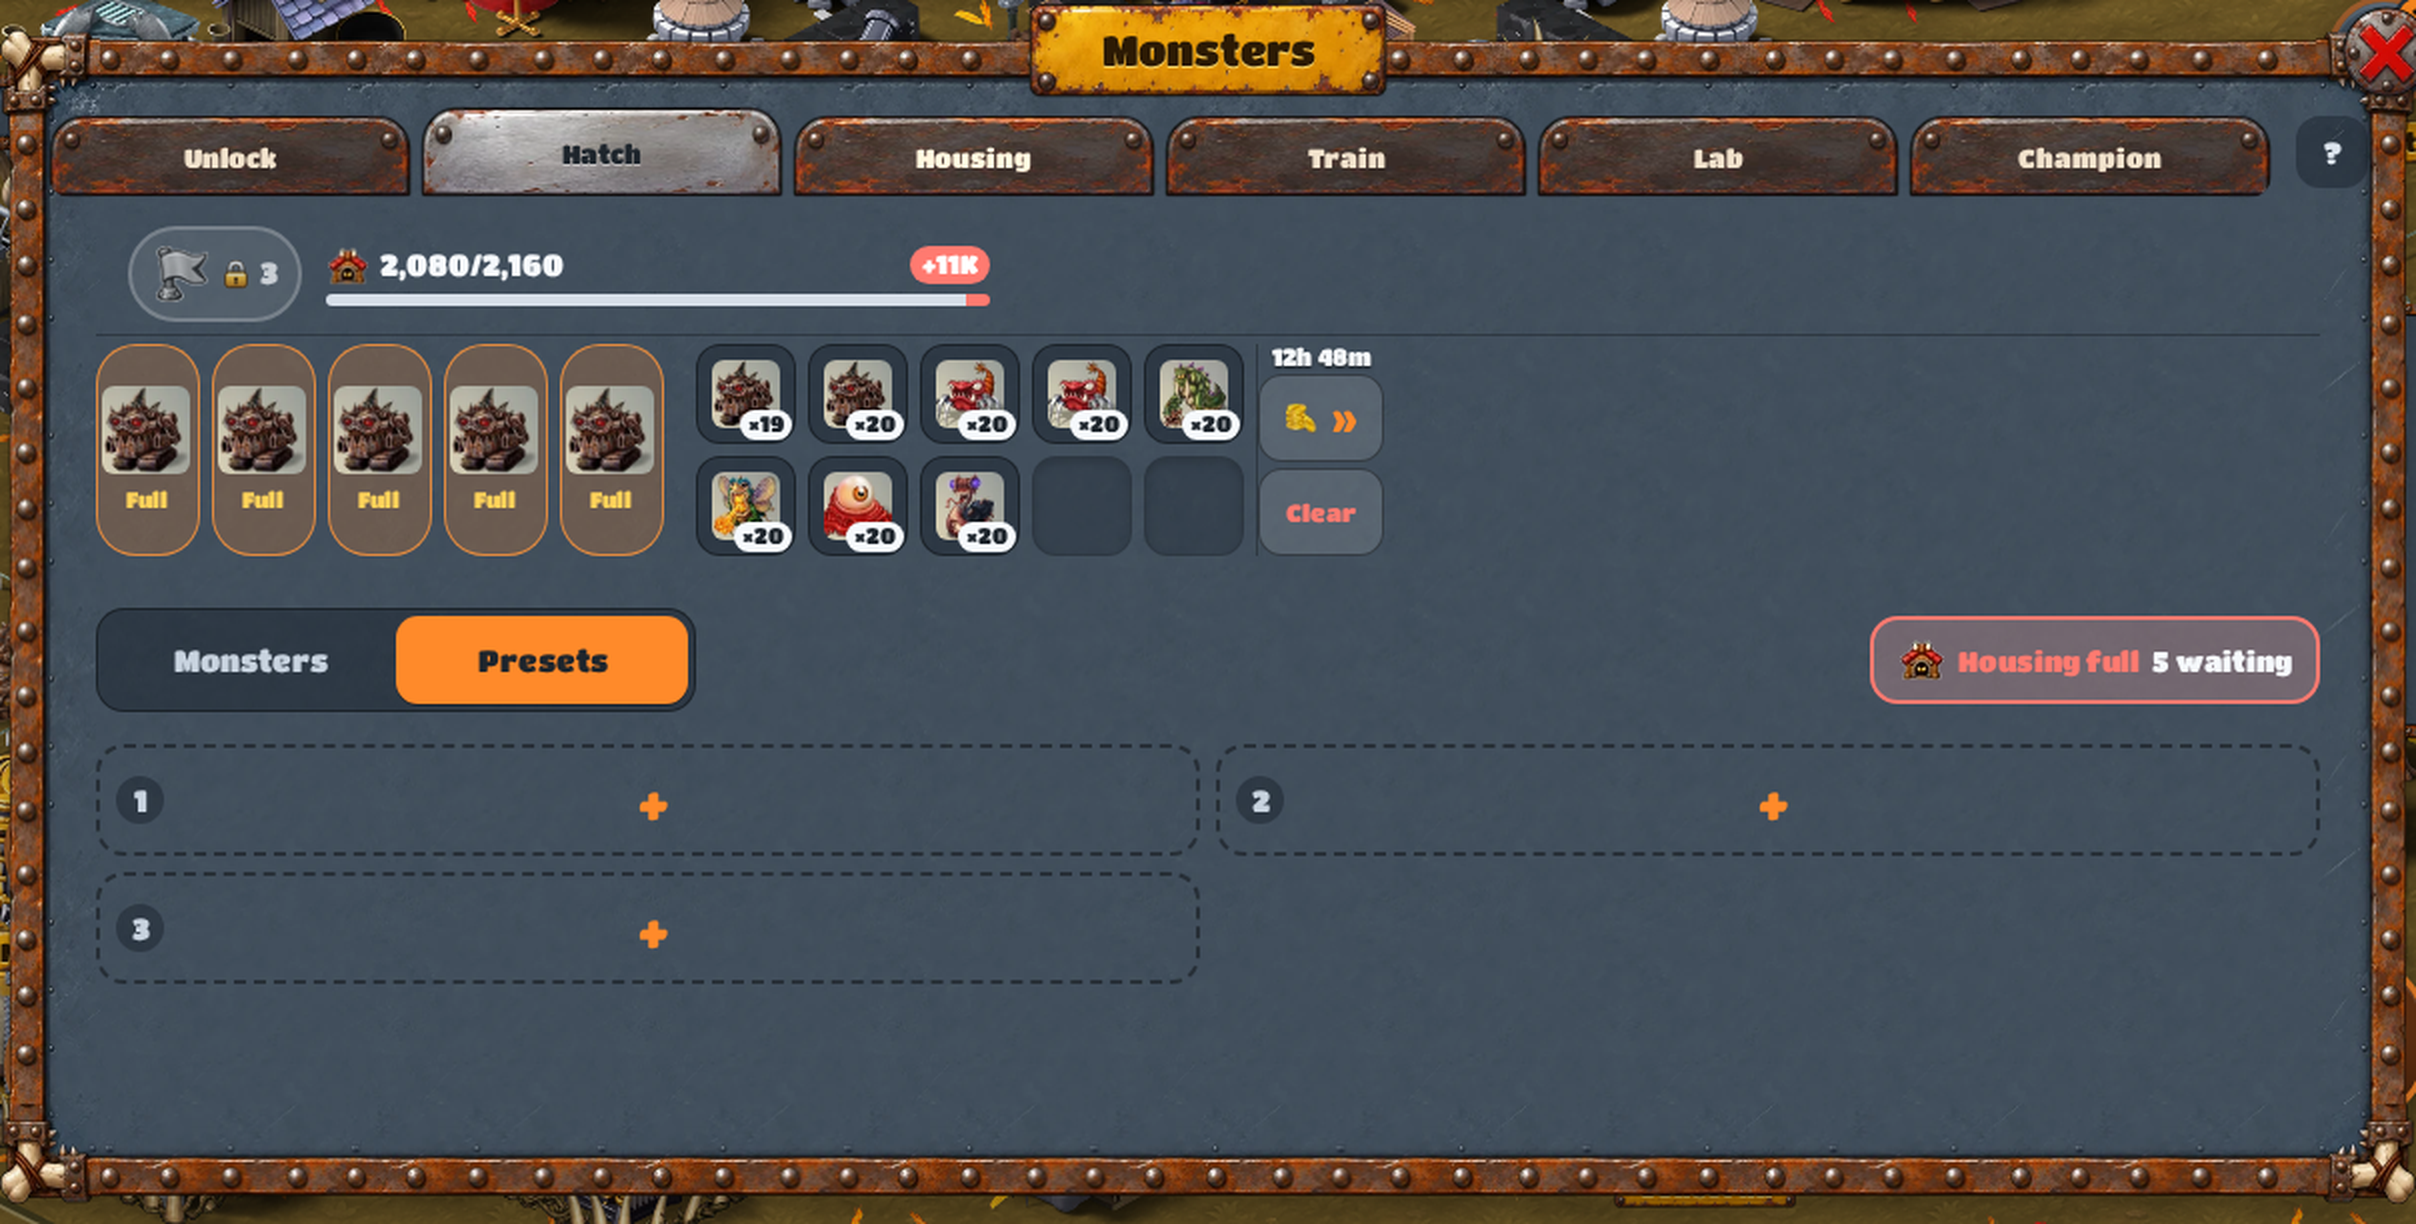 Monsters
Unlock
Hatch
Housing
Train
Lab
Champion
?
3
2,080/2,160
+11K
Full
Full
Full
Full
Full
x19
x20
x20
x20
x20
12h 48m
x20
x20
x20
Clear
Monsters
Presets
Housing full 5 waiting
1
2
3